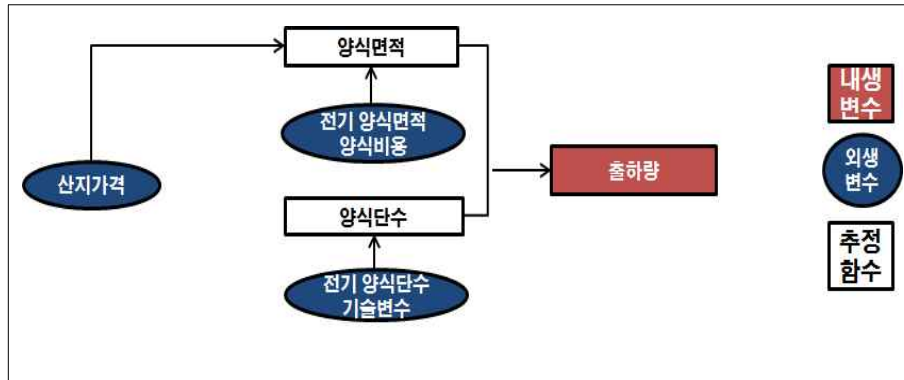 양식면적
전기 양식면적
양식비용
산지가격
양식단수
전기 양식단수
기술변수
출하량
내생
변수
외생
변수
추정
함수